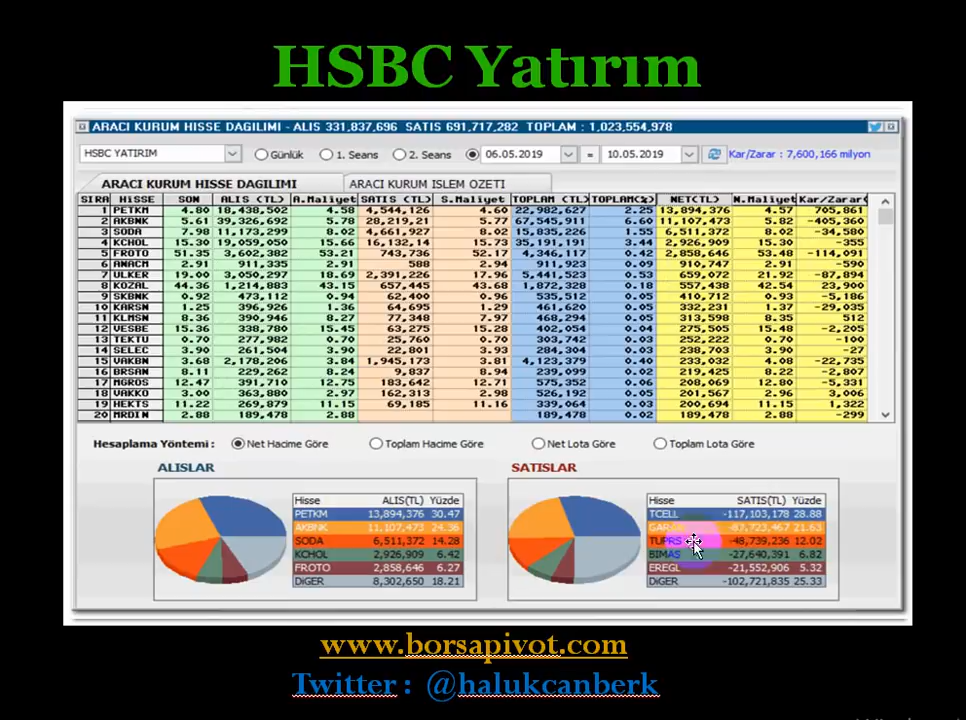 HSBC Yatırım
ARACI KURUM HISSE DAGILIMI - ALIS 331,837,696 SATIS 691,717,282 TOPLAM : 1,023,554,978
HSBC YATIRIM Günlük 1. Seans 2. Seans 06.05.2019 = 10.05.2019 Kar/Zarar : 7,600,166 milyon
ARACI KURUM HISSE DAGILIMI ARACI KURUM ISLEM OZETI
SIRA HISSE SON ALIS (TL) A.Maliyet SATIS (TL) S.Maliyet TOPLAM (TL) TOPLAM(%) NET(TL) N.Maliyet Kar/Zarar(
1 PETKM 4.80 18,438,502 4.58 4,544,126 4.60 22,982,627 2.25 13,894,376 4.57 705,861
2 AKBNK 5.61 39,326,692 5.78 28,219,21 5.77 67,545,911 6.60 11,107,473 5.82 -405,360
3 SODA 7.98 11,173,299 8.02 4,661,927 8.02 15,835,226 1.55 6,511,372 8.02 -34,580
4 KCHOL 15.30 19,059,050 15.66 16,132,14 15.73 35,191,191 3.44 2,926,909 15.30 -355
5 FROTO 51.35 3,602,382 53.21 743,736 52.17 4,346,117 0.42 2,858,646 53.48 -114,091
6 ANACM 2.91 911,335 2.91 588 2.94 911,923 0.09 910,747 2.91 -590
7 ULKER 19.00 3,050,297 18.69 2,391,226 17.96 5,441,523 0.53 659,072 21.92 -87,894
8 KOZAL 44.36 1,214,883 43.15 657,445 43.68 1,872,328 0.18 557,438 42.54 23,900
9 SKBNK 0.92 473,112 0.94 62,400 0.96 535,512 0.05 410,712 0.93 -5,186
10 KARSN 1.25 396,926 1.36 64,695 1.29 461,620 0.05 332,231 1.37 -29,035
11 KLMSN 8.36 390,946 8.27 77,348 7.97 468,294 0.05 313,598 8.35 512
12 VESBE 15.36 338,780 15.45 63,275 15.28 402,054 0.04 275,505 15.48 -2,205
13 TEKTU 0.70 277,982 0.70 25,760 0.70 303,742 0.03 252,222 0.70 -100
14 SELEC 3.90 261,504 3.90 22,801 3.93 284,304 0.03 238,703 3.90 -27
15 VAKBN 3.68 2,178,206 3.84 1,945,173 3.81 4,123,379 0.40 233,032 4.08 -22,735
16 BRSAN 8.11 229,262 8.24 9,837 8.94 239,099 0.02 219,425 8.22 -2,807
17 MGROS 12.47 391,710 12.75 183,642 12.71 575,352 0.06 208,069 12.80 -5,331
18 VAKKO 3.00 363,880 2.97 162,313 2.98 526,192 0.05 201,567 2.96 3,006
19 HEKTS 11.22 269,879 11.15 69,185 11.16 339,064 0.03 200,694 11.15 1,322
20 MRDIN 2.88 189,478 2.88 189,478 0.02 189,478 2.88 -299
Hesaplama Yöntemi : Net Hacime Göre Toplam Hacime Göre Net Lota Göre Toplam Lota Göre
ALISLAR
Hisse ALIS(TL) Yüzde
PETKM 13,894,376 30.47
AKBNK 11,107,473 24.36
SODA 6,511,372 14.28
KCHOL 2,926,909 6.42
FROTO 2,858,646 6.27
DiGER 8,302,650 18.21
SATISLAR
Hisse SATIS(TL) Yüzde
TCELL -117,103,178 28.88
-87,723,467 21.63
TUPRS -48,739,236 12.02
BIMAS -27,640,391 6.82
EREGL -21,552,906 5.32
DiGER -102,721,835 25.33
www.borsapivot.com
Twitter : @halukcanberk